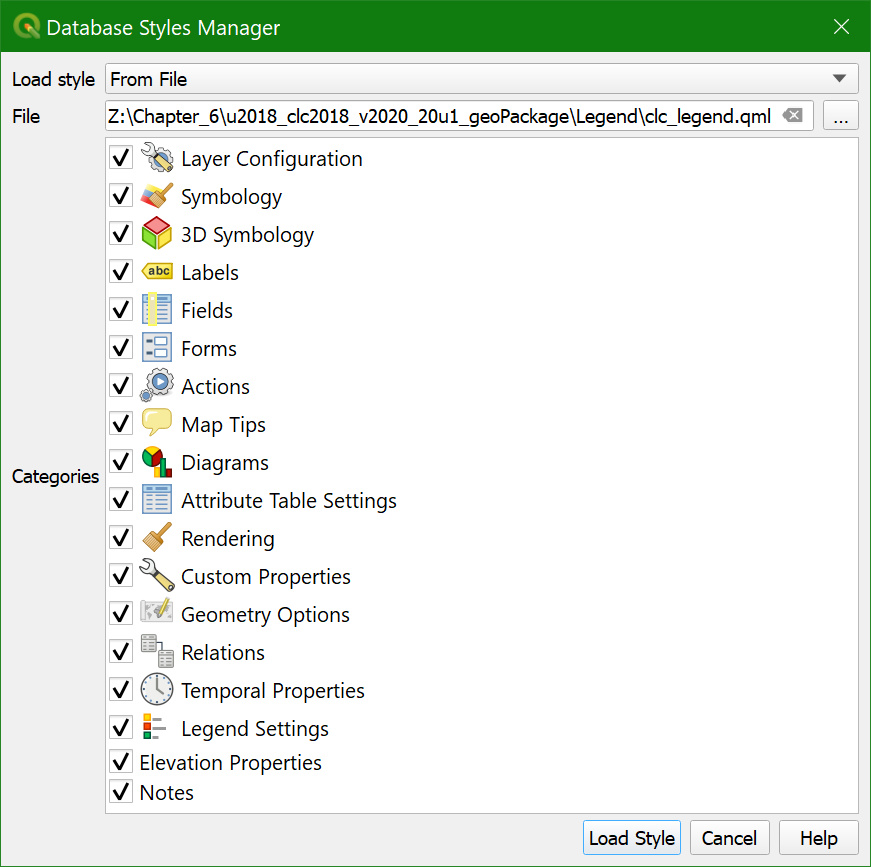 Database Styles Manager
Load style From File
File Z:\Chapter_6\u2018_clc2018_v2020_20u1_geoPackage\Legend\clc_legend.qml ...
Layer Configuration
Symbology
3D Symbology
abc Labels
Fields
Forms
Actions
Map Tips
Diagrams
Categories
Attribute Table Settings
Rendering
Custom Properties
Geometry Options
Relations
Temporal Properties
Legend Settings
Elevation Properties
Notes
Load Style Cancel Help